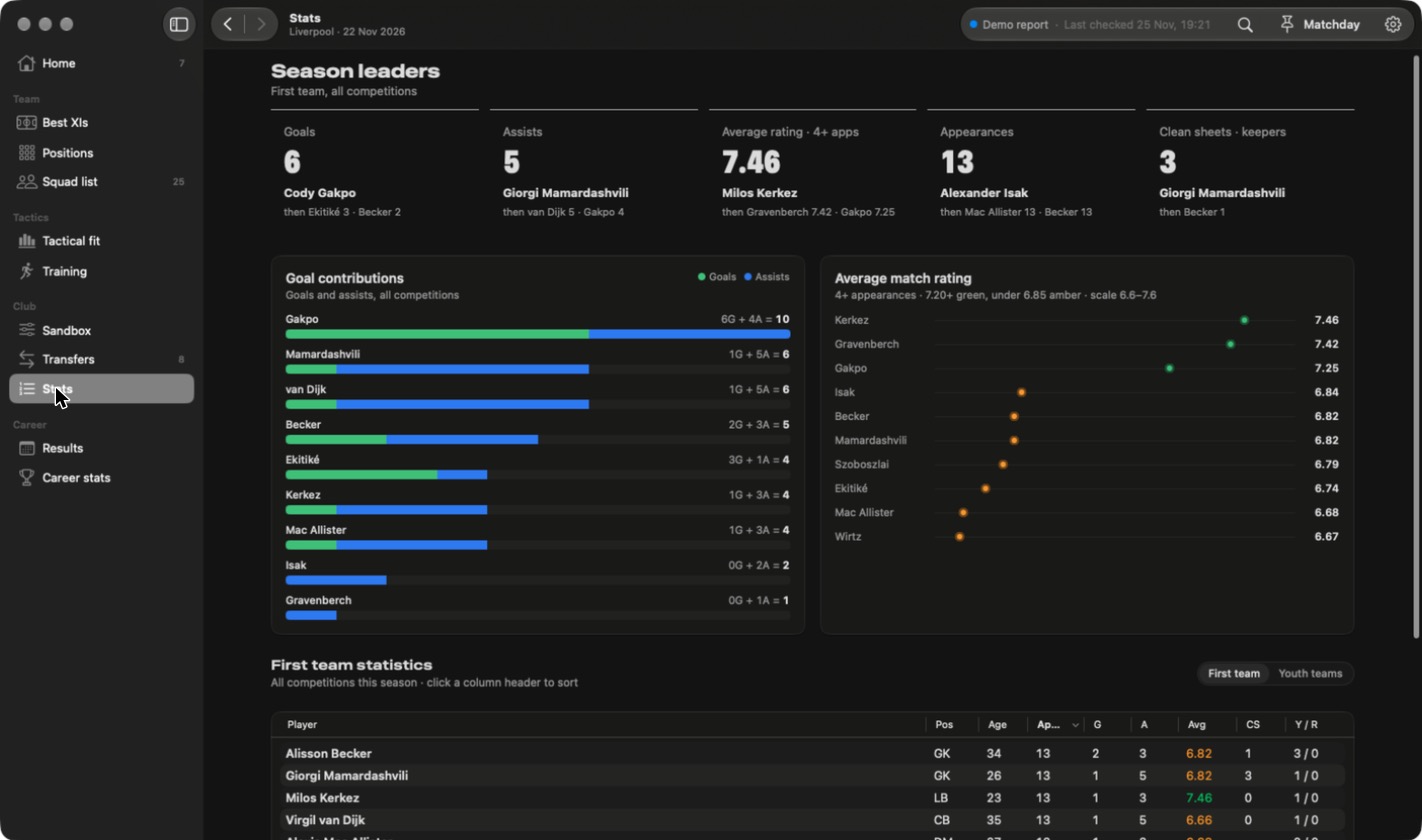 Stats
Liverpool · 22 Nov 2026
Demo report · Last checked 25 Nov, 19:21
Matchday
Home 7
Team
Best XIs
Positions
Squad list 25
Tactics
Tactical fit
Training
Club
Sandbox
Transfers 8
Stats
Career
Results
Career stats
Season leaders
First team, all competitions
Goals
6
Cody Gakpo
then Ekitiké 3 · Becker 2
Assists
5
Giorgi Mamardashvili
then van Dijk 5 · Gakpo 4
Average rating · 4+ apps
7.46
Milos Kerkez
then Gravenberch 7.42 · Gakpo 7.25
Appearances
13
Alexander Isak
then Mac Allister 13 · Becker 13
Clean sheets · keepers
3
Giorgi Mamardashvili
then Becker 1
Goal contributions
Goals Assists
Goals and assists, all competitions
Gakpo 6G + 4A = 10
Mamardashvili 1G + 5A = 6
van Dijk 1G + 5A = 6
Becker 2G + 3A = 5
Ekitiké 3G + 1A = 4
Kerkez 1G + 3A = 4
Mac Allister 1G + 3A = 4
Isak 0G + 2A = 2
Gravenberch 0G + 1A = 1
Average match rating
4+ appearances · 7.20+ green, under 6.85 amber · scale 6.6–7.6
Kerkez 7.46
Gravenberch 7.42
Gakpo 7.25
Isak 6.84
Becker 6.82
Mamardashvili 6.82
Szoboszlai 6.79
Ekitiké 6.74
Mac Allister 6.68
Wirtz 6.67
First team statistics
All competitions this season · click a column header to sort
First team Youth teams
Player Pos Age Ap... G A Avg CS Y / R
Alisson Becker GK 34 13 2 3 6.82 1 3 / 0
Giorgi Mamardashvili GK 26 13 1 5 6.82 3 1 / 0
Milos Kerkez LB 23 13 1 3 7.46 0 1 / 0
Virgil van Dijk CB 35 13 1 5 6.66 0 1 / 0